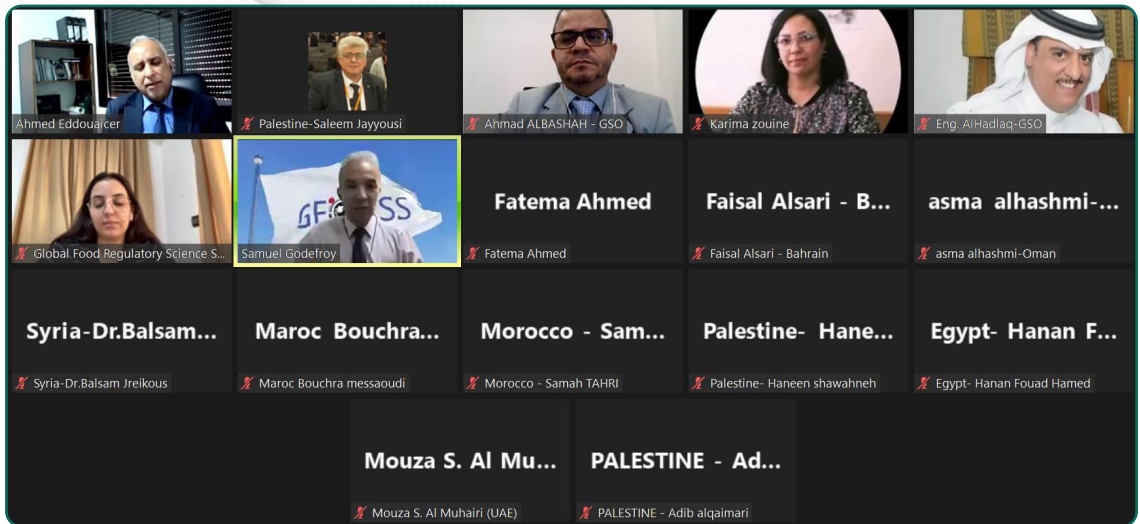 Ahmed Eddouaicer
Palestine-Saleem Jayyousi
Ahmad ALBASHAH - GSO
Karima zouine
Eng. AlHadlaq-GSO
Global Food Regulatory Science S...
Samuel Godefroy
Fatema Ahmed
Fatema Ahmed
Faisal Alsari - B...
Faisal Alsari - Bahrain
asma alhashmi-...
asma alhashmi-Oman
Syria-Dr.Balsam...
Syria-Dr.Balsam Jreikous
Maroc Bouchra...
Maroc Bouchra messaoudi
Morocco - Sam...
Morocco - Samah TAHRI
Palestine- Hane...
Palestine- Haneen shawahneh
Egypt- Hanan F...
Egypt- Hanan Fouad Hamed
Mouza S. Al Mu...
Mouza S. Al Muhairi (UAE)
PALESTINE - Ad...
PALESTINE - Adib alqaimari